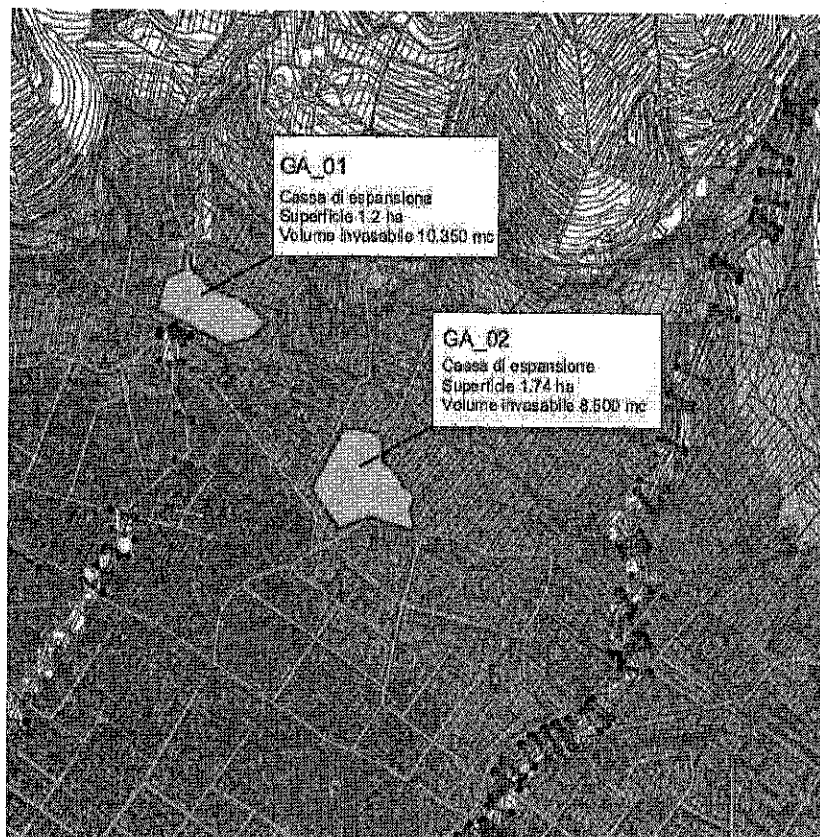 GA_01
Cassa di espansione
Superficie 1.2 ha
Volume invasabile 10.350 mc
GA_02
Cassa di espansione
Superficie 1.74 ha
Volume invasabile 8.500 mc